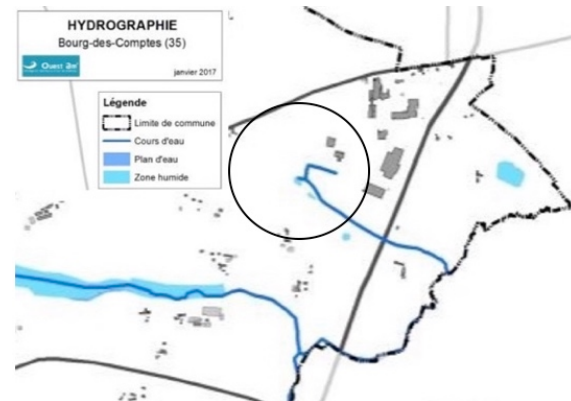 HYDROGRAPHIE
Bourg-des-Comptes (35)
Ouest Am'
janvier 2017
Légende
Limite de commune
Cours d'eau
Plan d'eau
Zone humide